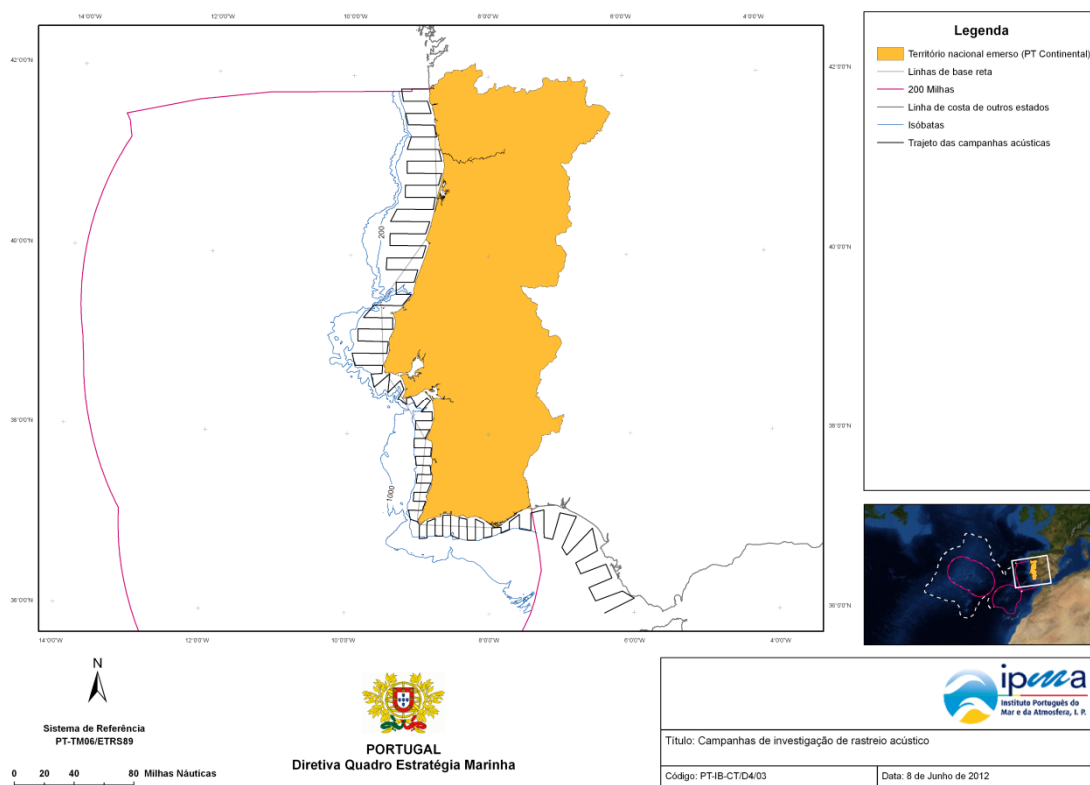 14°0'0"W
12°0'0"W
10°0'0"W
8°0'0"W
6°0'0"W
4°0'0"W
42°0'0"N
42°0'0"N
40°0'0"N
40°0'0"N
38°0'0"N
38°0'0"N
36°0'0"N
36°0'0"N
200
1000
14°0'0"W
12°0'0"W
10°0'0"W
8°0'0"W
6°0'0"W
4°0'0"W
Legenda
Território nacional emerso (PT Continental)
Linhas de base reta
200 Milhas
Linha de costa de outros estados
Isóbatas
Trajeto das campanhas acústicas
N
Sistema de Referência
PT-TM06/ETRS89
0 20 40 80 Milhas Náuticas
PORTUGAL
Diretiva Quadro Estratégia Marinha
ipma
Instituto Português do
Mar e da Atmosfera, I. P.
Título: Campanhas de investigação de rastreio acústico
Código: PT-IB-CT/D4/03
Data: 8 de Junho de 2012